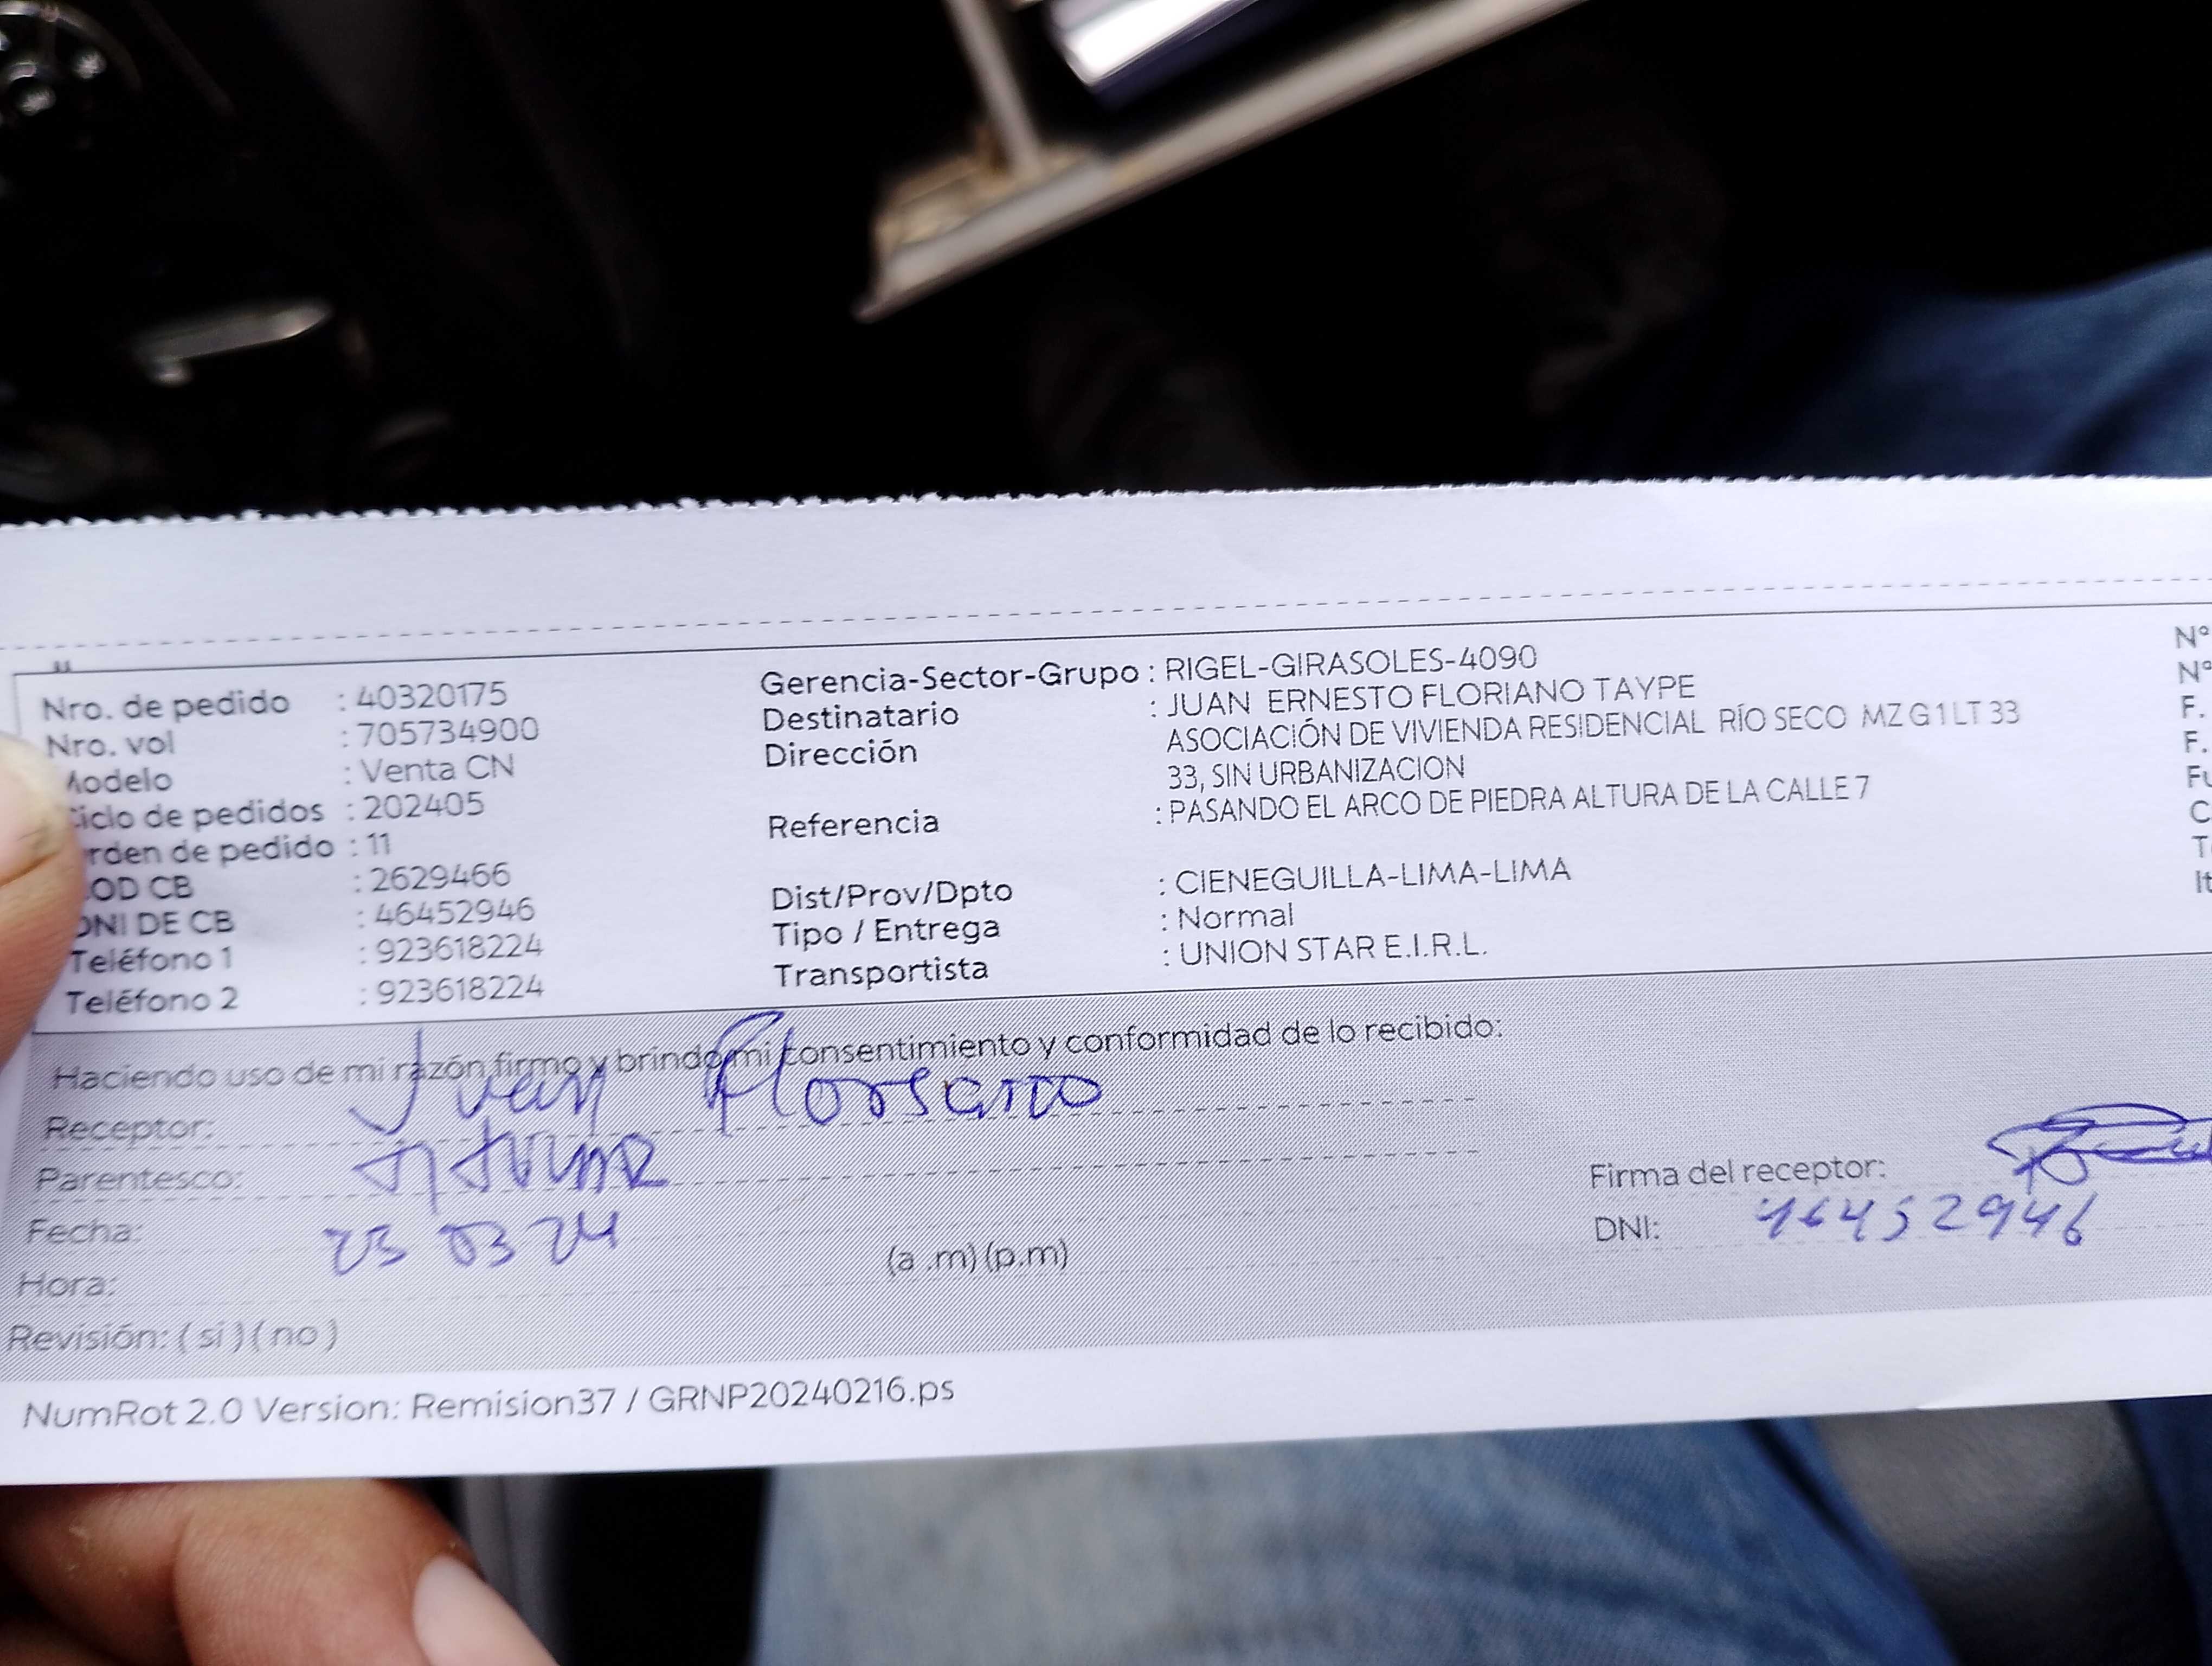 Nro. de pedido : 40320175
Nro. vol : 705734900
Modelo : Venta CN
Ciclo de pedidos : 202405
rden de pedido : 11
OD CB : 2629466
DNI DE CB : 46452946
Teléfono 1 : 923618224
Teléfono 2 : 923618224
Gerencia-Sector-Grupo : RIGEL-GIRASOLES-4090
Destinatario : JUAN ERNESTO FLORIANO TAYPE
Dirección ASOCIACIÓN DE VIVIENDA RESIDENCIAL RÍO SECO MZ G1 LT 33
33, SIN URBANIZACION
Referencia : PASANDO EL ARCO DE PIEDRA ALTURA DE LA CALLE 7
Dist/Prov/Dpto : CIENEGUILLA-LIMA-LIMA
Tipo / Entrega : Normal
Transportista : UNION STAR E.I.R.L.
N°
N°
F.
F.
Fu
C
T
It
Haciendo uso de mi razón,firmo y brindo mi consentimiento y conformidad de lo recibido:
Receptor: Juan Floriano
Parentesco: titular
Fecha: 23 03 24
Hora: (a .m) (p.m)
Revisión: ( si ) ( no )
Firma del receptor:
DNI: 46452946
NumRot 2.0 Version: Remision37 / GRNP20240216.ps